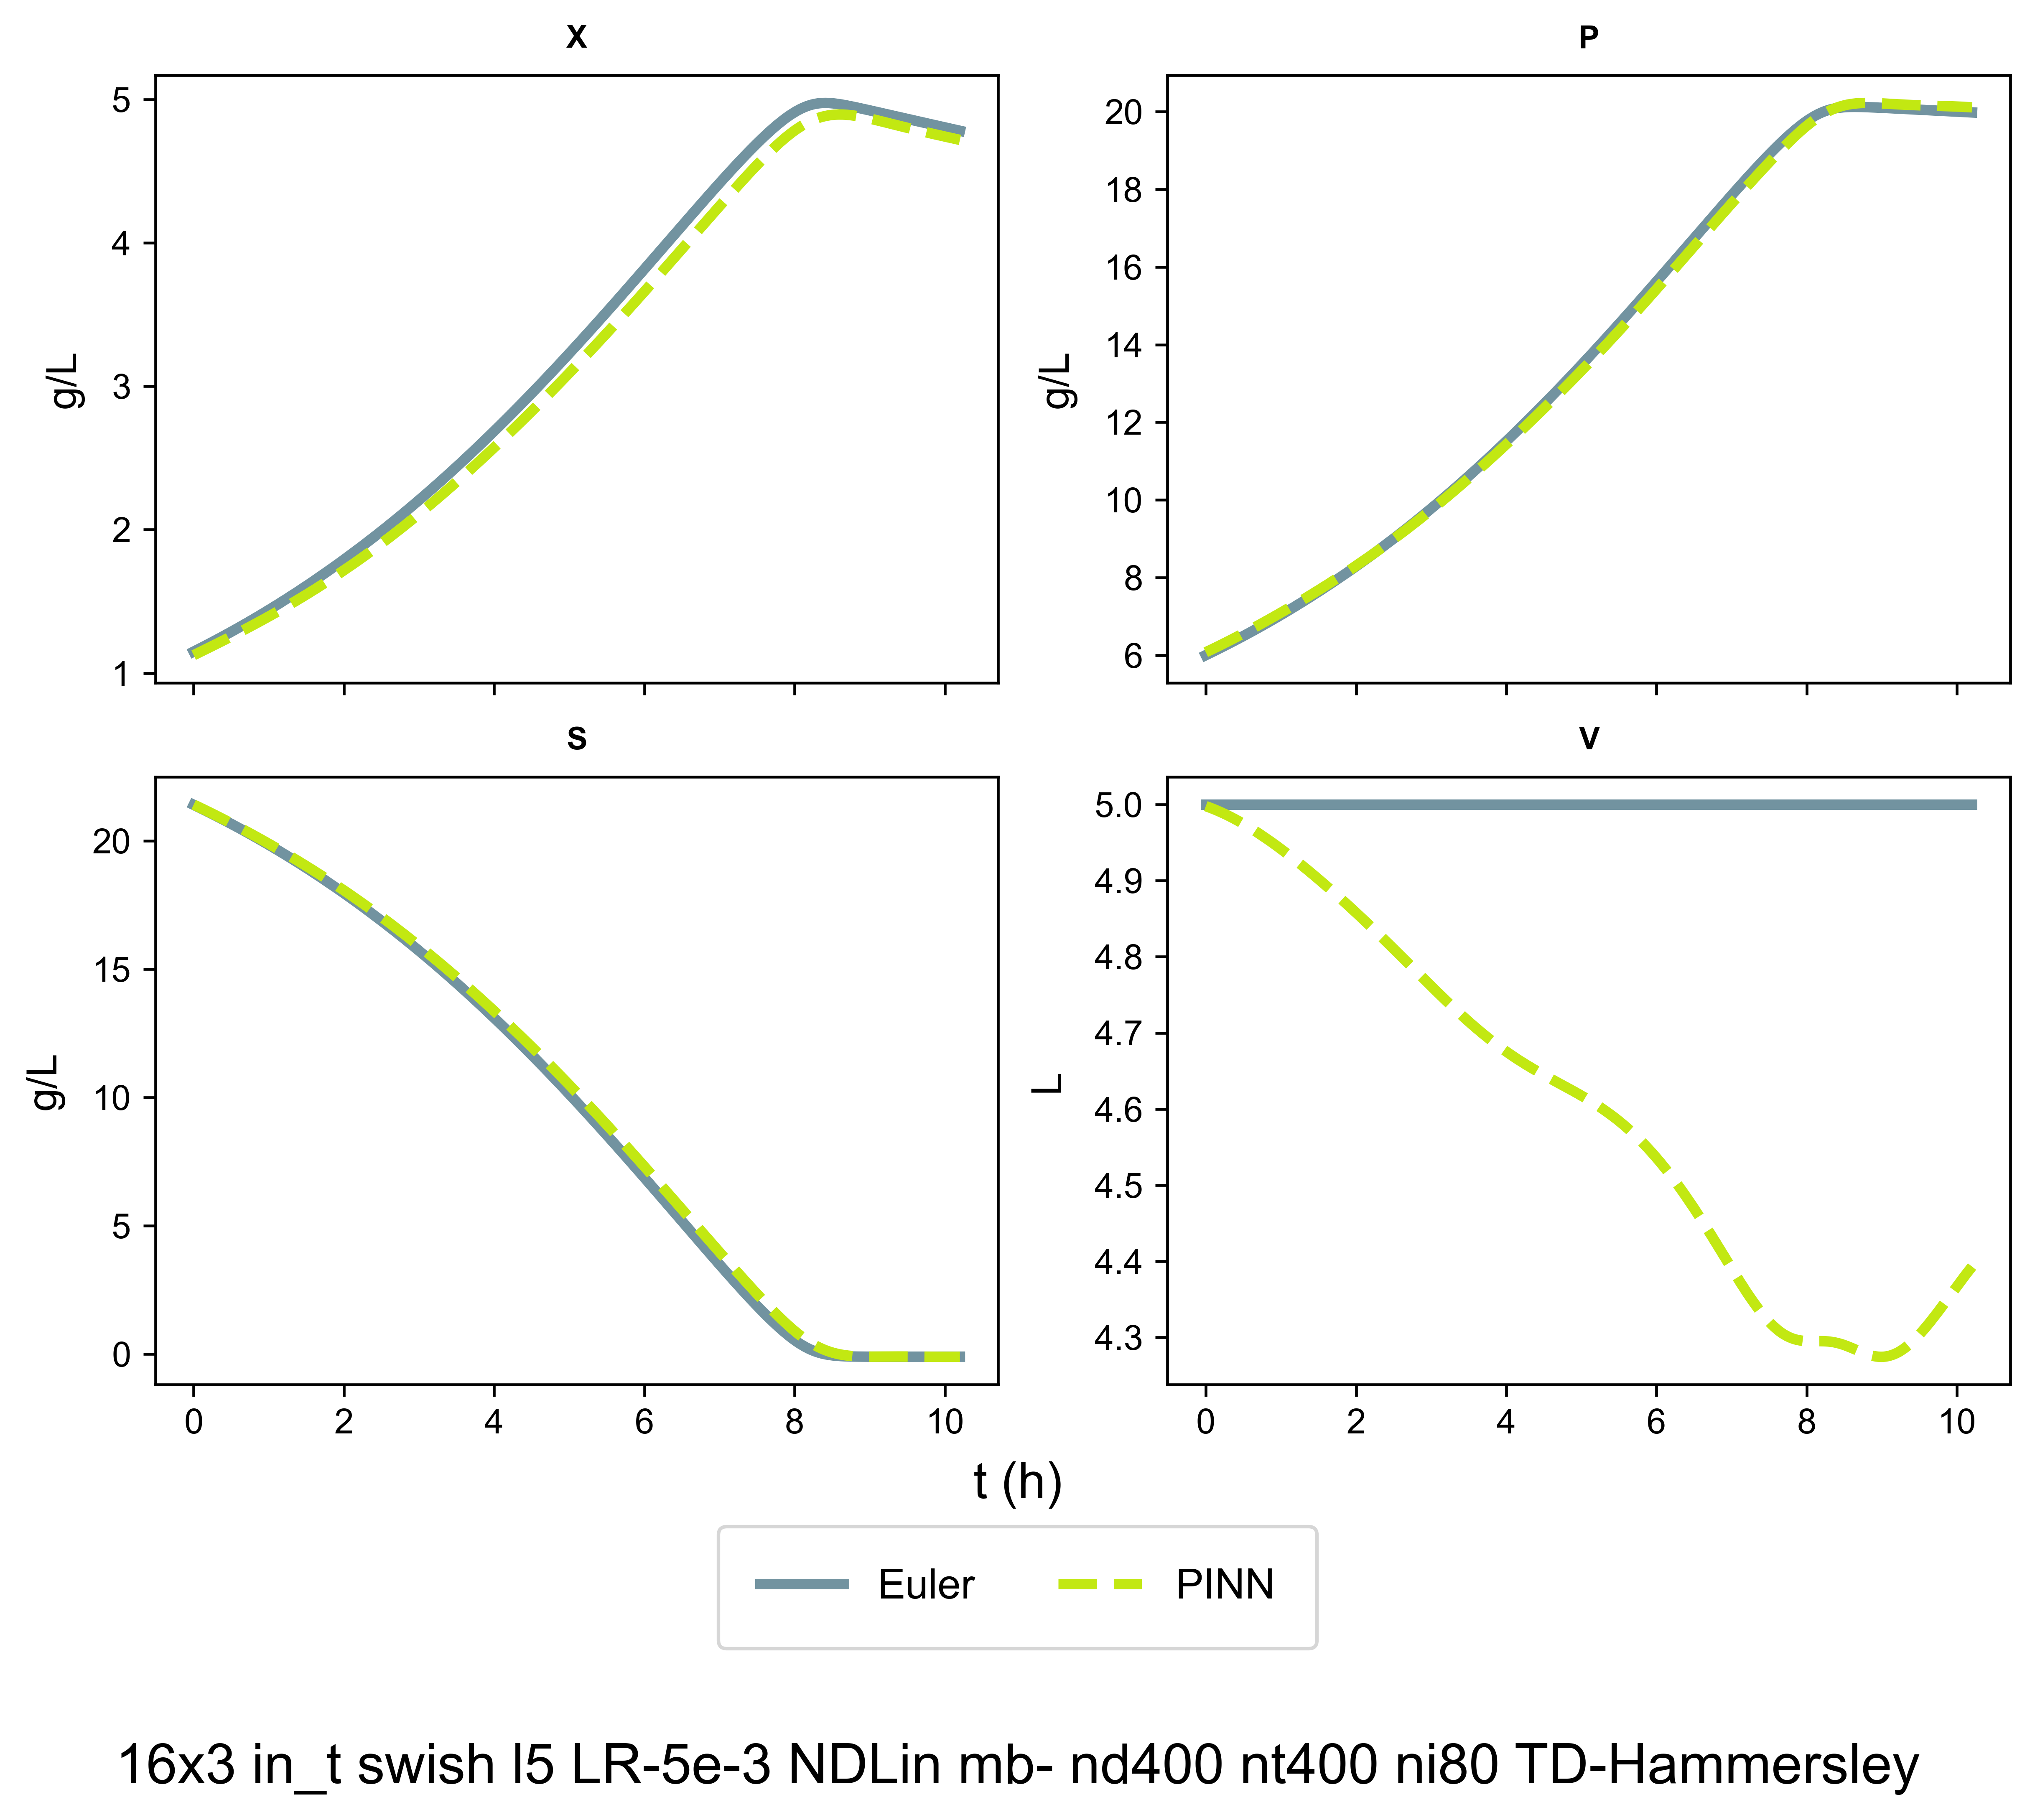 X
5
4
3
2
1
g/L
P
20
18
16
14
12
10
8
6
g/L
S
20
15
10
5
0
g/L
0 2 4 6 8 10
V
5.0
4.9
4.8
4.7
4.6
4.5
4.4
4.3
L
0 2 4 6 8 10
t (h)
Euler PINN
16x3 in_t swish l5 LR-5e-3 NDLin mb- nd400 nt400 ni80 TD-Hammersley